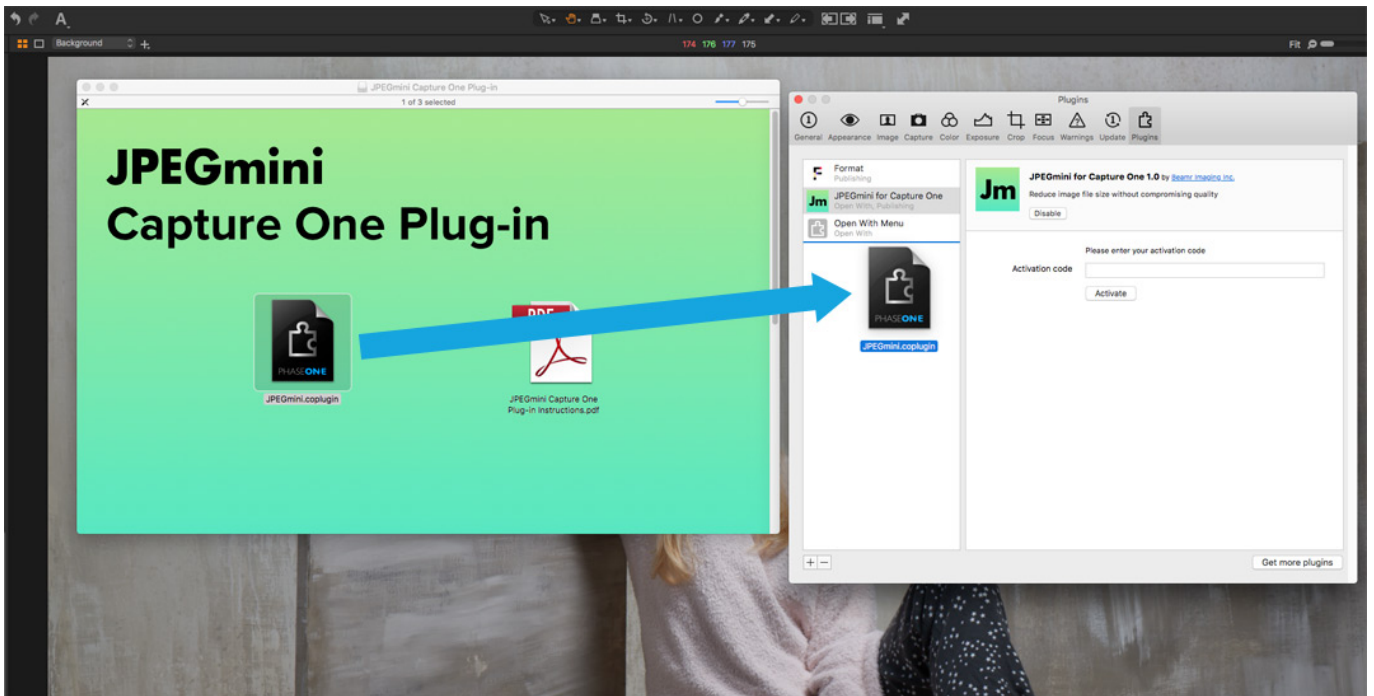 A
Background
174 176 177 175
Fit
JPEGmini Capture One Plug-in
1 of 3 selected
JPEGmini
Capture One Plug-in
PHASEONE
JPEGmini.coplugin
PDF
JPEGmini Capture One
Plug-in Instructions.pdf
Plugins
General Appearance Image Capture Color Exposure Crop Focus Warnings Update Plugins
Format
Publishing
Jm
JPEGmini for Capture One
Open With, Publishing
Open With Menu
Open With
PHASEONE
JPEGmini.coplugin
Jm
JPEGmini for Capture One 1.0 by Beamr Imaging Inc.
Reduce image file size without compromising quality
Disable
Please enter your activation code
Activation code
Activate
Get more plugins